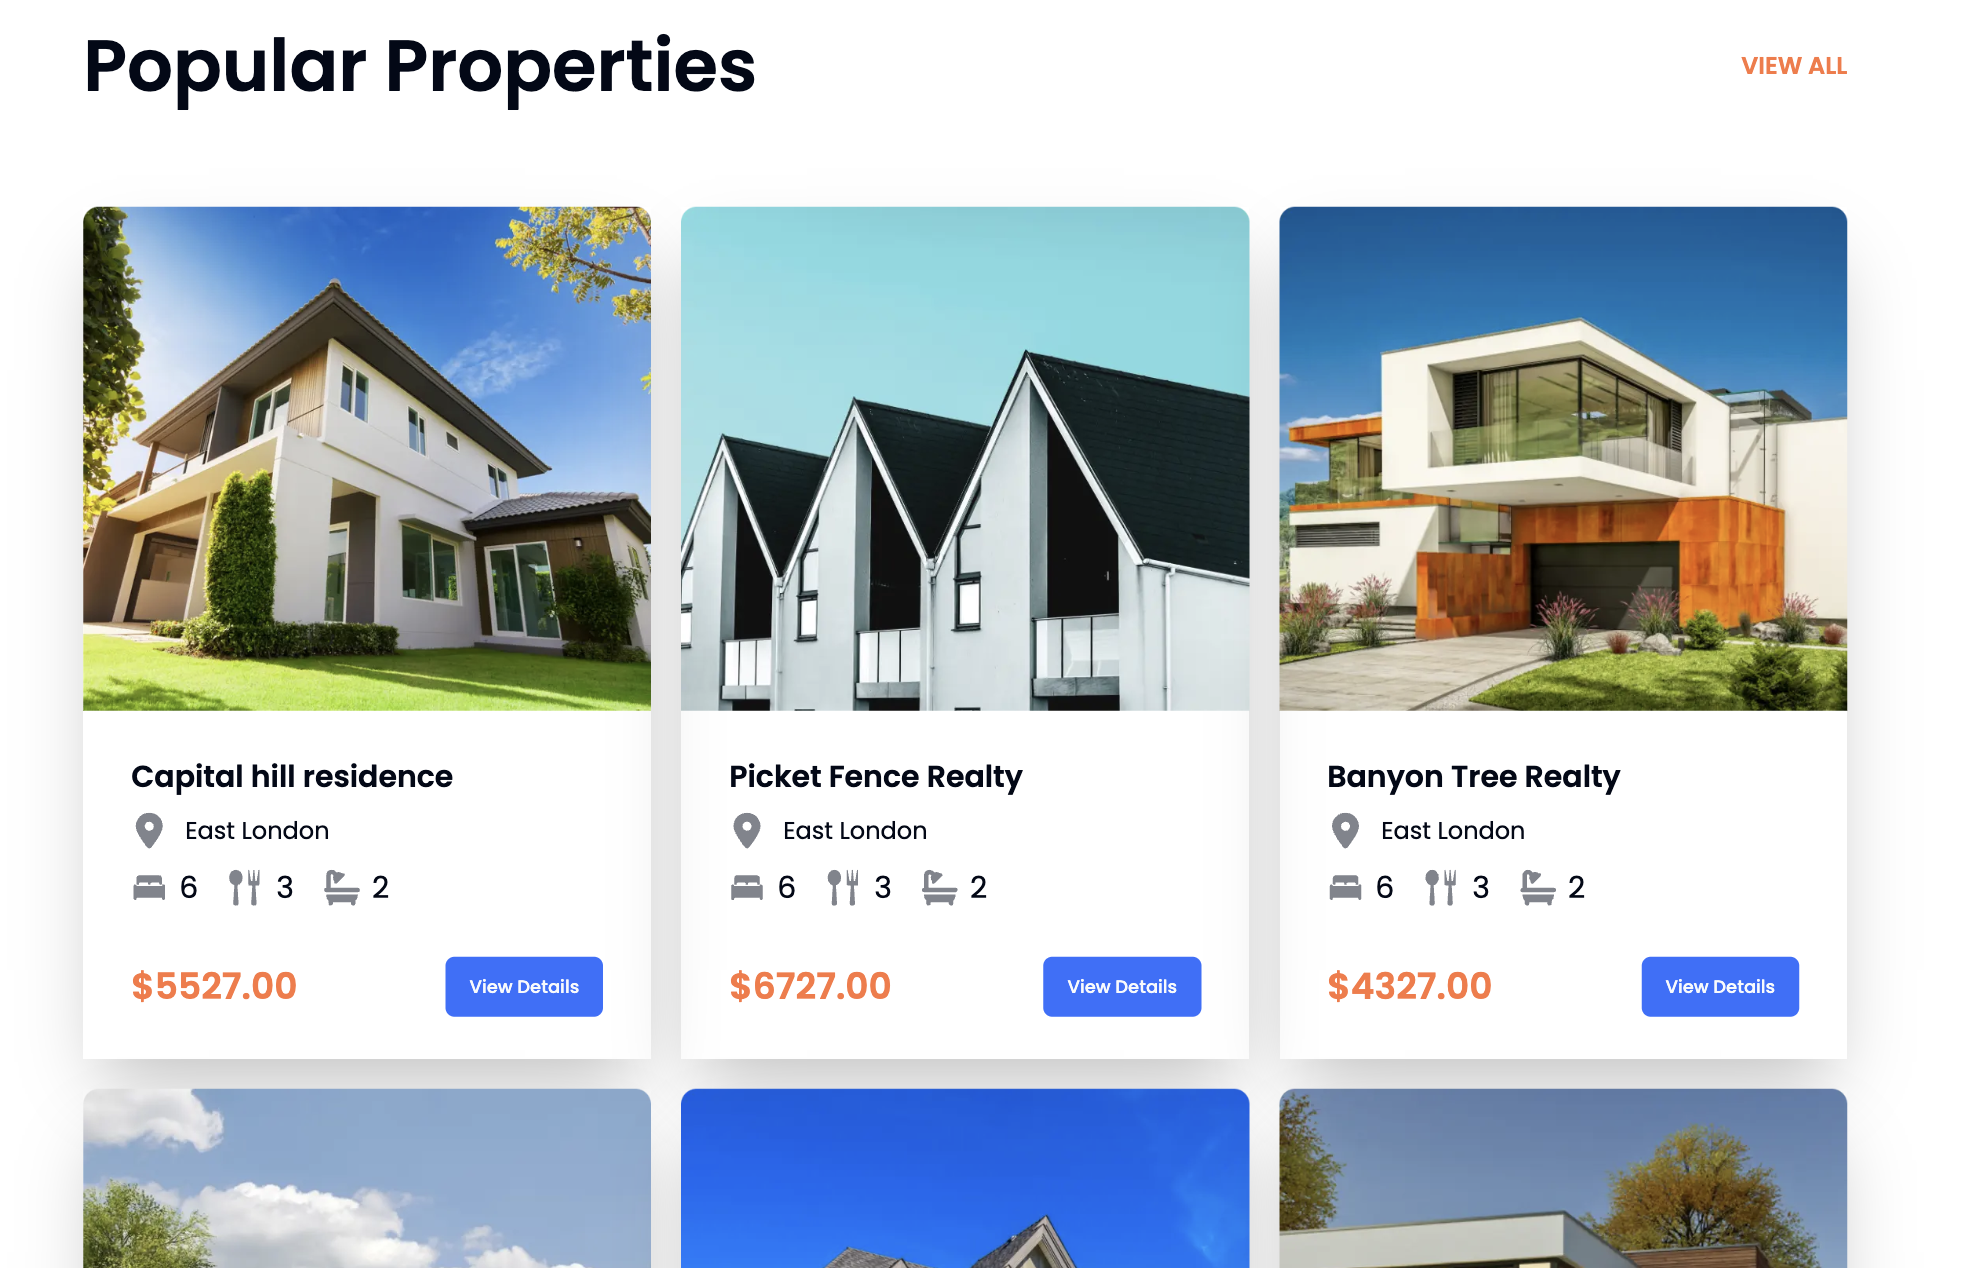 Popular Properties
VIEW ALL
Capital hill residence
East London
6 3 2
$5527.00
View Details
Picket Fence Realty
East London
6 3 2
$6727.00
View Details
Banyon Tree Realty
East London
6 3 2
$4327.00
View Details